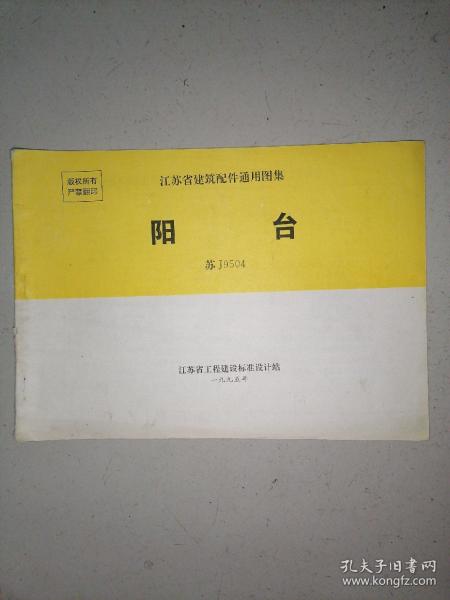 版权所有
严禁翻印
江苏省建筑配件通用图集
阳台
苏J9504
江苏省工程建设标准设计站
一九九五年
孔夫子旧书网
www.kongfz.com